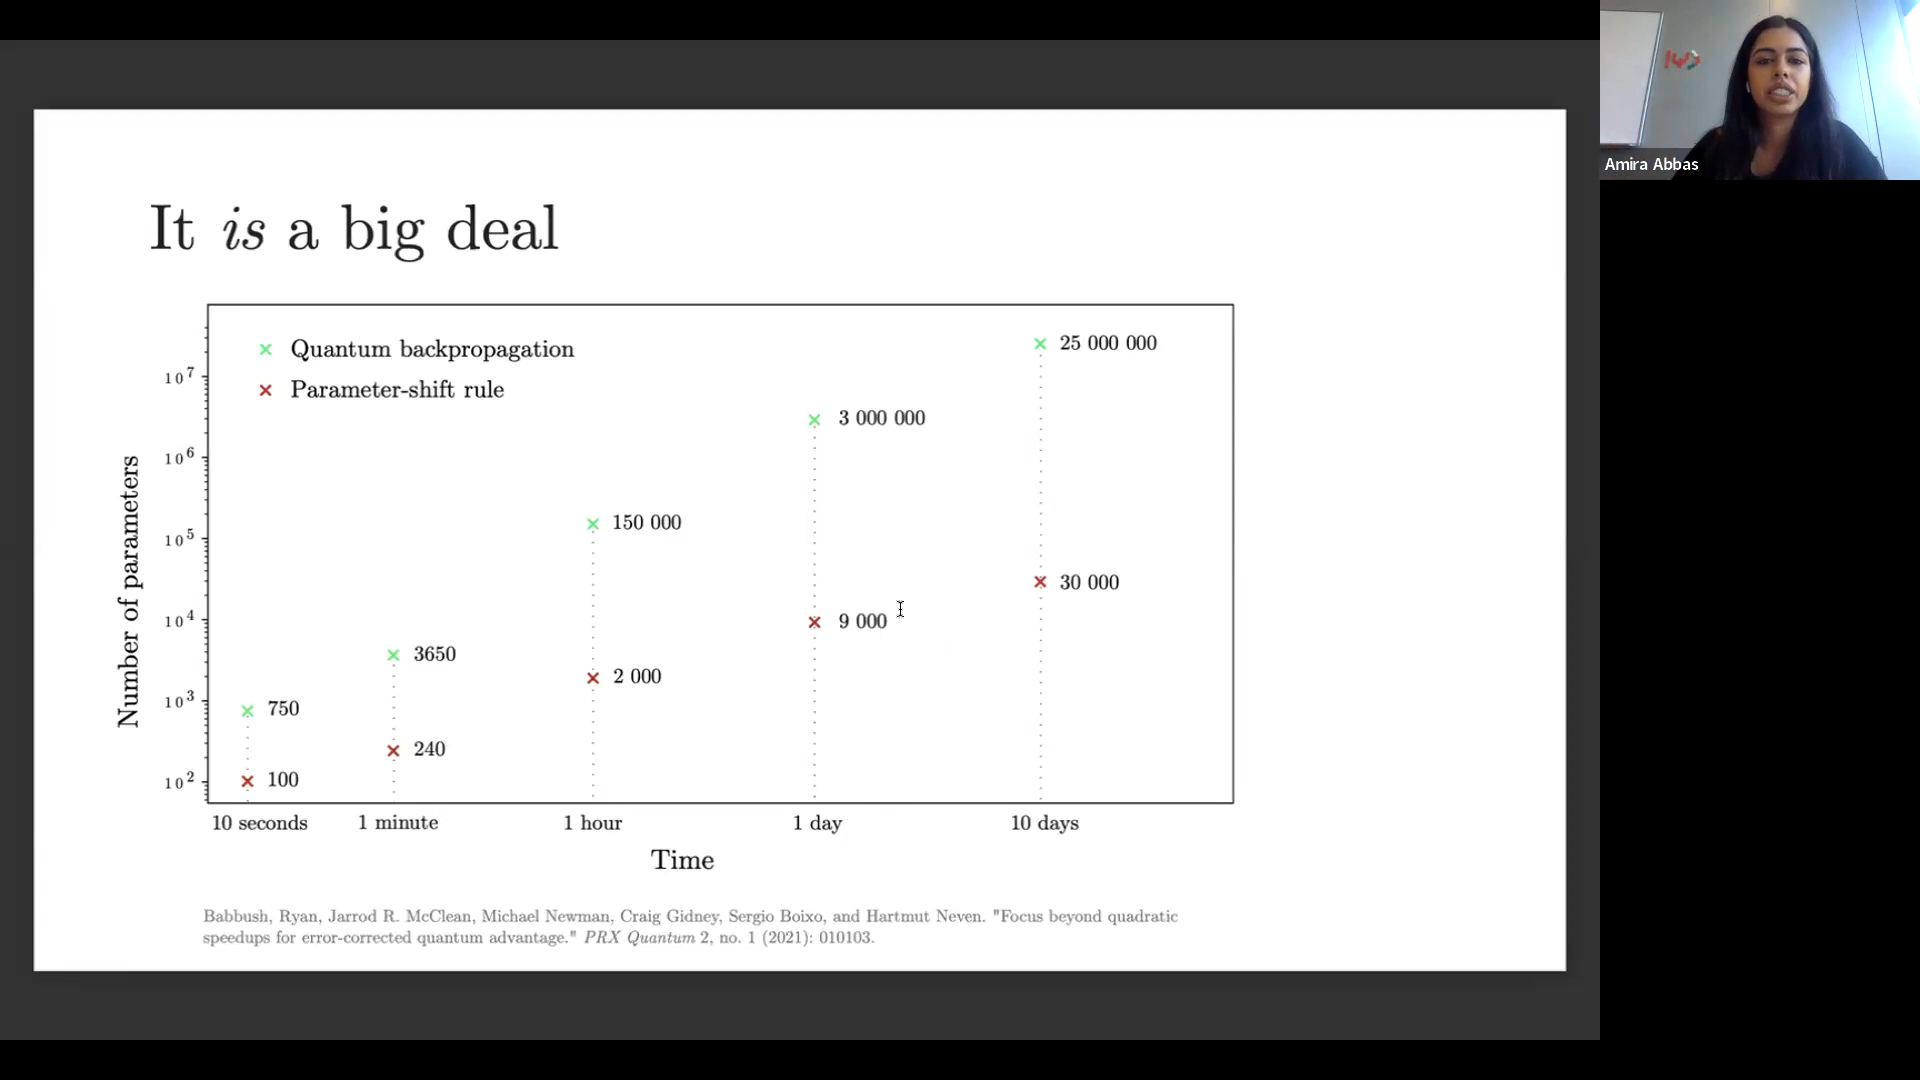 It is a big deal
Quantum backpropagation
Parameter-shift rule
Number of parameters
10^7
10^6
10^5
10^4
10^3
10^2
25 000 000
3 000 000
150 000
30 000
9 000
3650
2 000
750
240
100
10 seconds
1 minute
1 hour
1 day
10 days
Time
Babbush, Ryan, Jarrod R. McClean, Michael Newman, Craig Gidney, Sergio Boixo, and Hartmut Neven. "Focus beyond quadratic
speedups for error-corrected quantum advantage." PRX Quantum 2, no. 1 (2021): 010103.
Amira Abbas